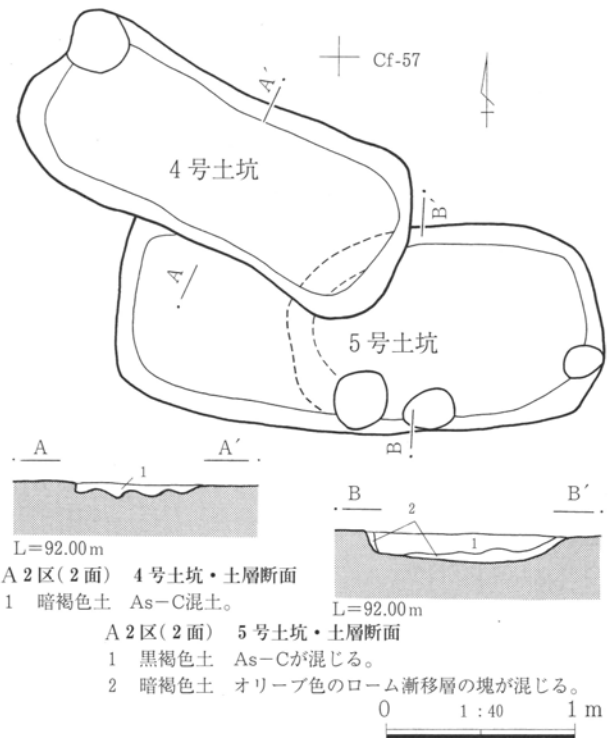 Cf-57
A′
4号土坑
B′
A
5号土坑
B
A A′
1
L=92.00m
B B′
2
1
L=92.00m
A2区(2面) 4号土坑・土層断面
1 暗褐色土 As-C混土。
A2区(2面) 5号土坑・土層断面
1 黒褐色土 As-Cが混じる。
2 暗褐色土 オリーブ色のローム漸移層の塊が混じる。
0 1:40 1m